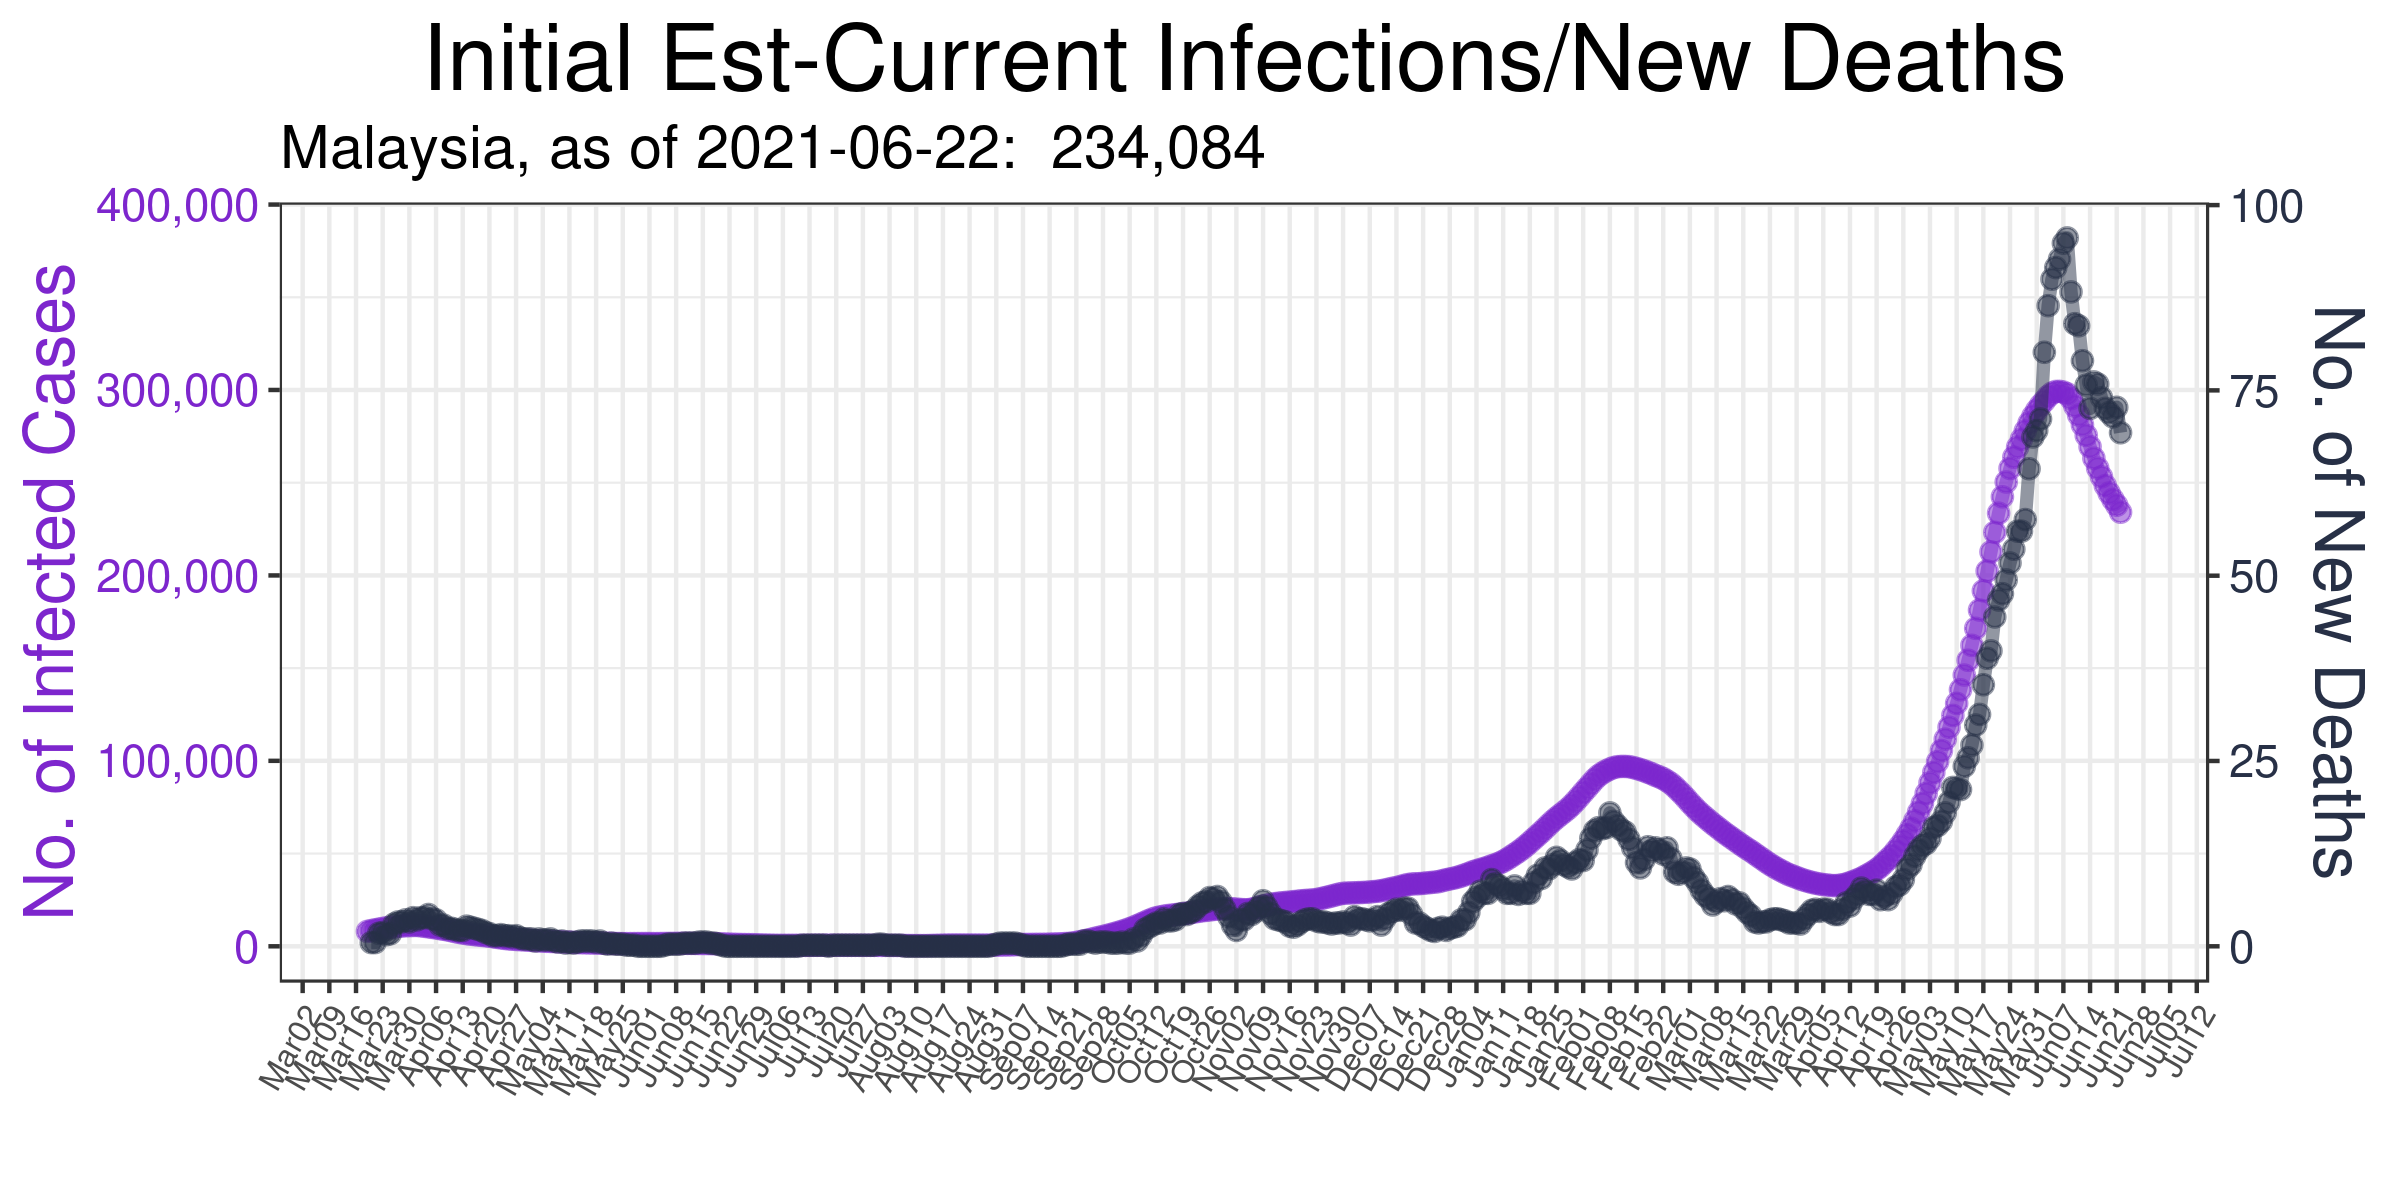 Initial Est-Current Infections/New Deaths
Malaysia, as of 2021-06-22: 234,084
No. of Infected Cases
400,000
300,000
200,000
100,000
0
100
75
50
25
0
No. of New Deaths
Mar02
Mar09
Mar16
Mar23
Mar30
Apr06
Apr13
Apr20
Apr27
May04
May11
May18
May25
Jun01
Jun08
Jun15
Jun22
Jun29
Jul06
Jul13
Jul20
Jul27
Aug03
Aug10
Aug17
Aug24
Aug31
Sep07
Sep14
Sep21
Sep28
Oct05
Oct12
Oct19
Oct26
Nov02
Nov09
Nov16
Nov23
Nov30
Dec07
Dec14
Dec21
Dec28
Jan04
Jan11
Jan18
Jan25
Feb01
Feb08
Feb15
Feb22
Mar01
Mar08
Mar15
Mar22
Mar29
Apr05
Apr12
Apr19
Apr26
May03
May10
May17
May24
May31
Jun07
Jun14
Jun21
Jun28
Jul05
Jul12